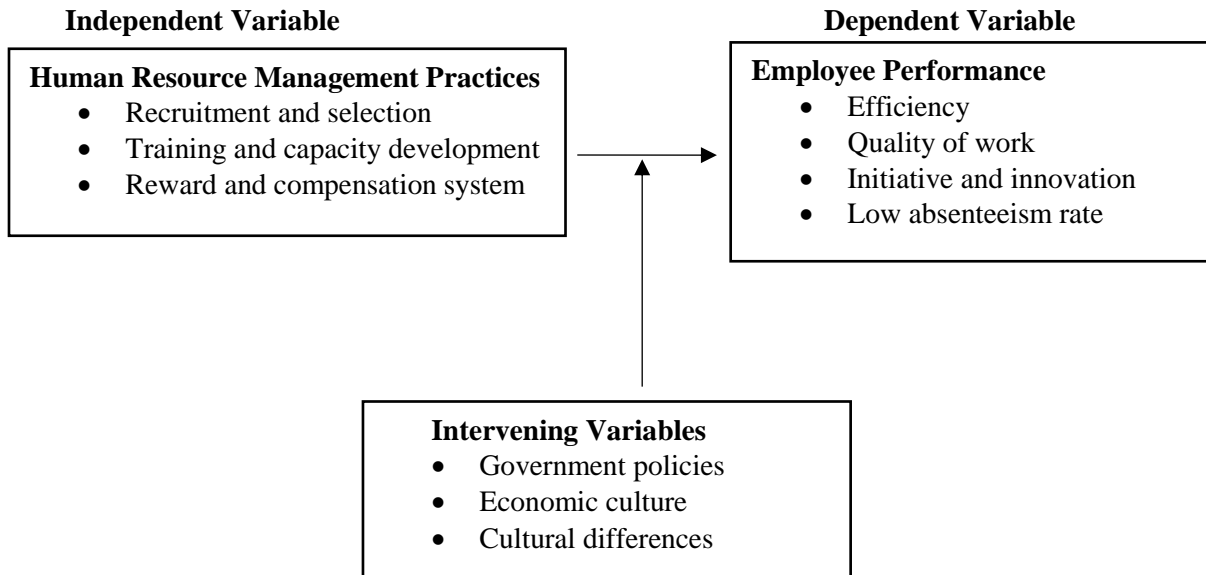 Independent Variable
Human Resource Management Practices
• Recruitment and selection
• Training and capacity development
• Reward and compensation system
Dependent Variable
Employee Performance
• Efficiency
• Quality of work
• Initiative and innovation
• Low absenteeism rate
Intervening Variables
• Government policies
• Economic culture
• Cultural differences